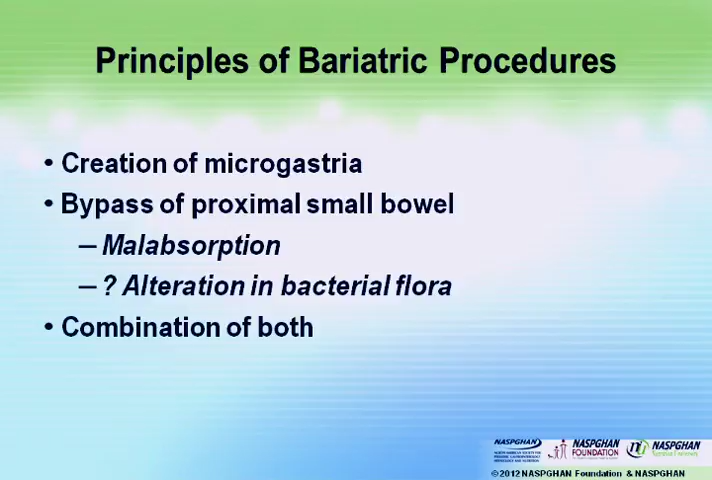 Principles of Bariatric Procedures
• Creation of microgastria
• Bypass of proximal small bowel
– Malabsorption
– ? Alteration in bacterial flora
• Combination of both
NASPGHAN
NASPGHAN
FOUNDATION
NASPGHAN
©2012 NASPGHAN Foundation & NASPGHAN